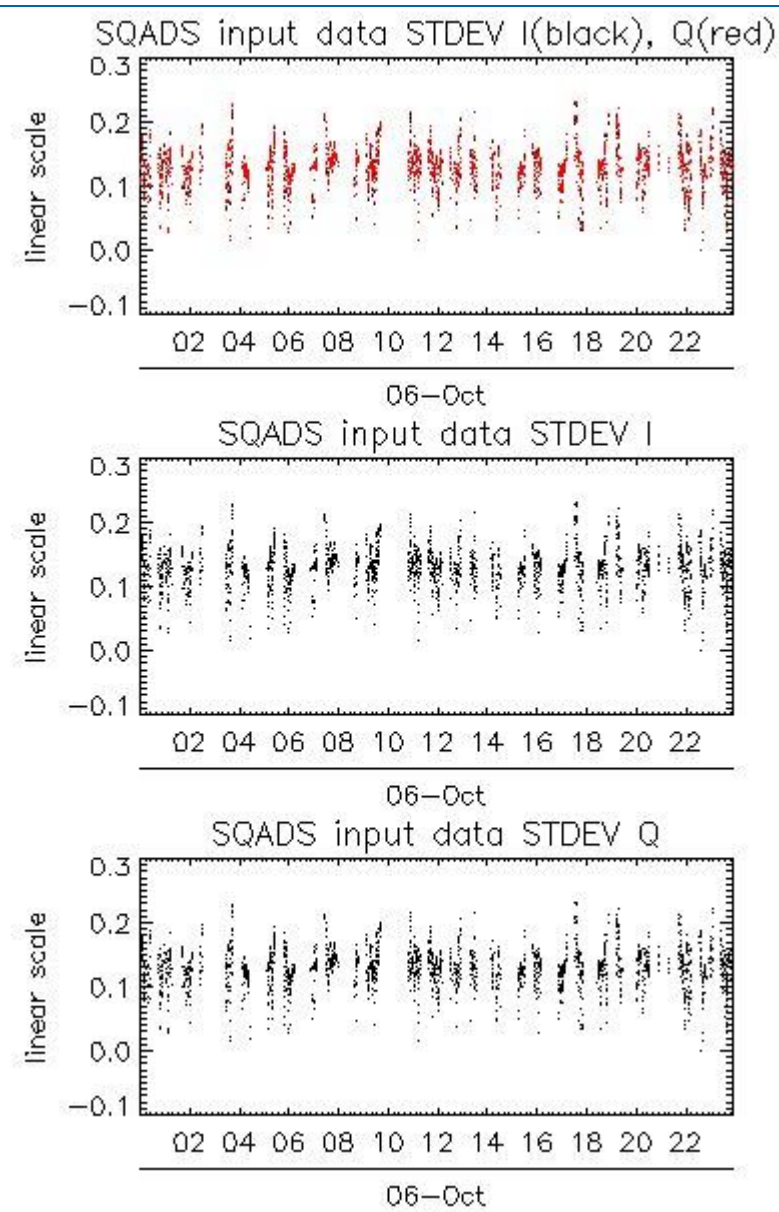 SQADS input data STDEV I(black), Q(red)
0.3
0.2
0.1
0.0
−0.1
linear scale
02 04 06 08 10 12 14 16 18 20 22
06−Oct
SQADS input data STDEV I
0.3
0.2
0.1
0.0
−0.1
linear scale
02 04 06 08 10 12 14 16 18 20 22
06−Oct
SQADS input data STDEV Q
0.3
0.2
0.1
0.0
−0.1
linear scale
02 04 06 08 10 12 14 16 18 20 22
06−Oct